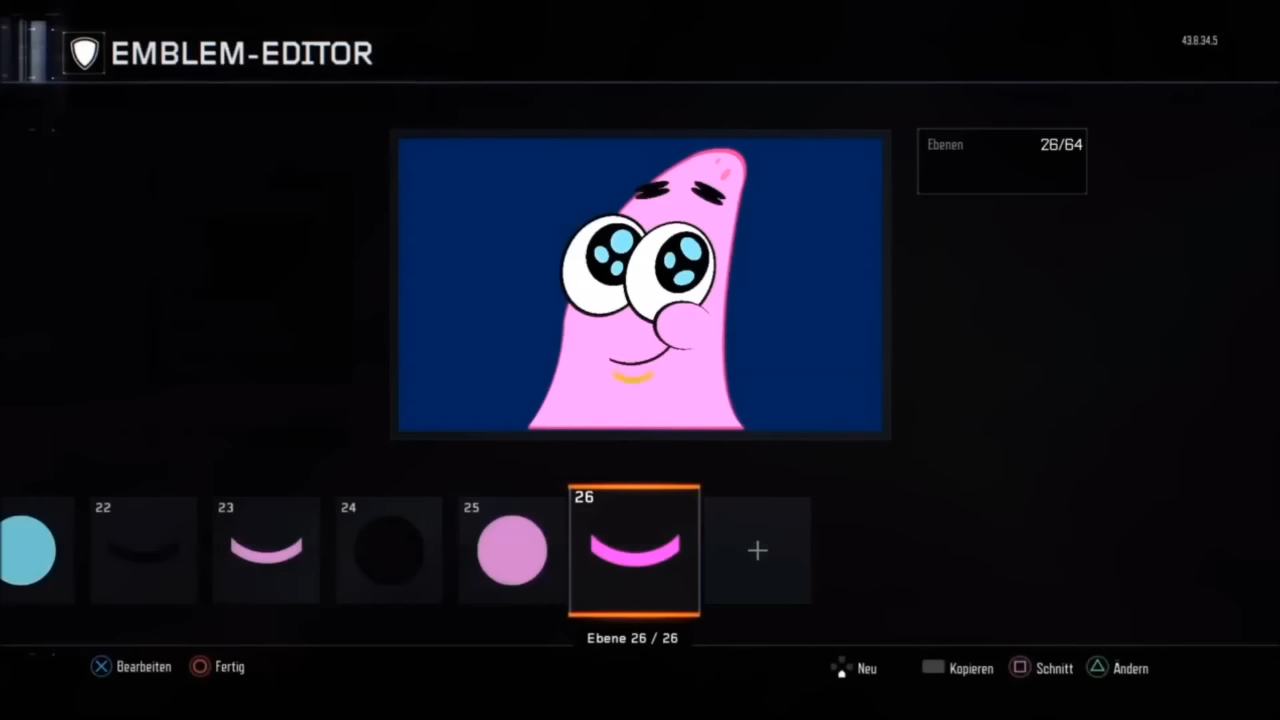 EMBLEM-EDITOR
43.8.34.5
Ebenen 26/64
22 23 24 25 26
Ebene 26 / 26
Bearbeiten Fertig Neu Kopieren Schnitt Ändern